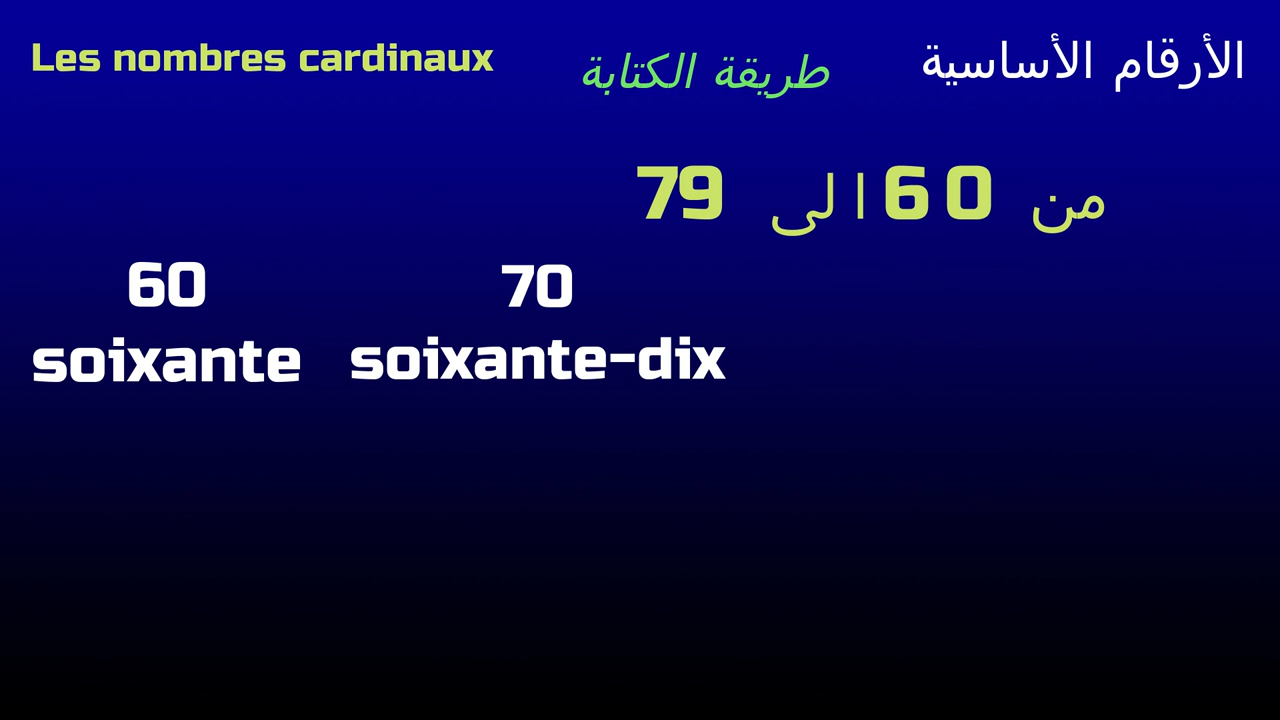 Les nombres cardinaux
طريقة الكتابة
الأرقام الأساسية
من 60 الى 79
60
70
soixante
soixante-dix